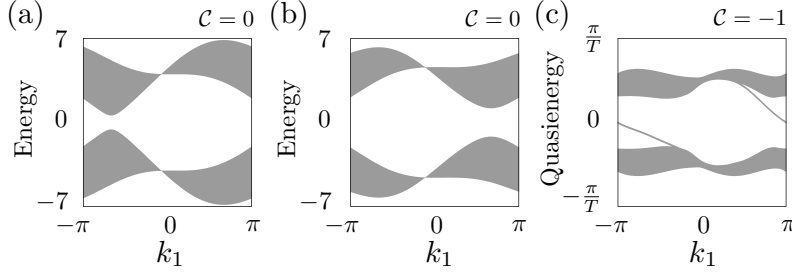 (a) C = 0
7
0
−7
Energy
−π 0 π
k₁
(b) C = 0
7
0
−7
Energy
−π 0 π
k₁
(c) C = −1
π/T
0
−π/T
Quasienergy
−π 0 π
k₁